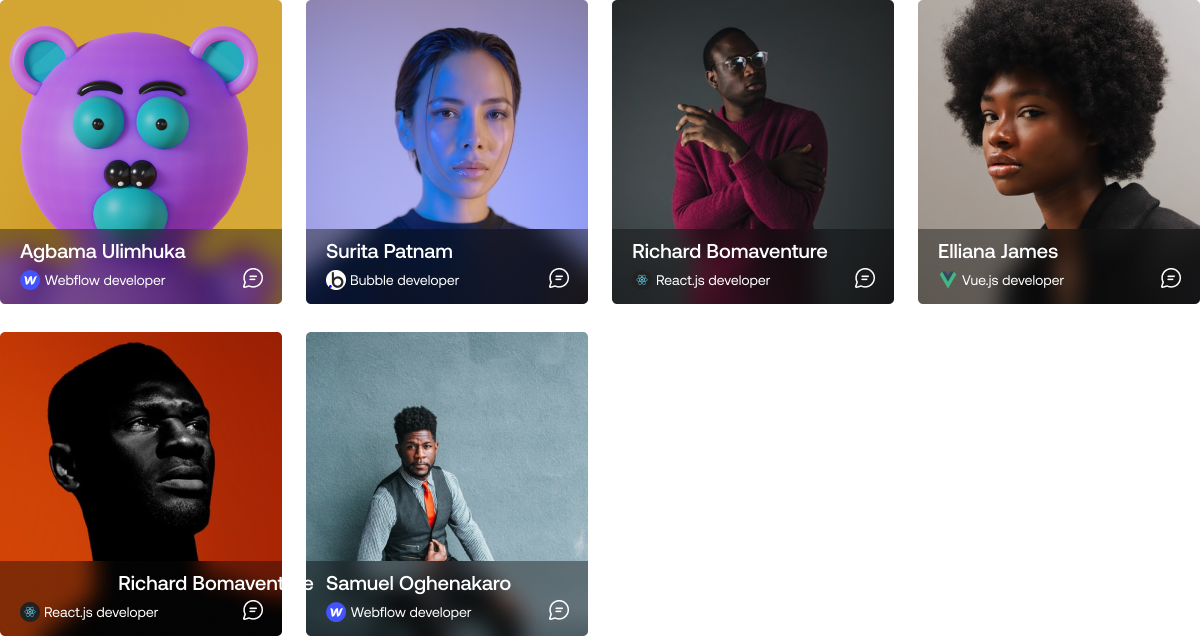 Agbama Ulimhuka
Webflow developer
Surita Patnam
Bubble developer
Richard Bomaventure
React.js developer
Elliana James
Vue.js developer
Richard Bomavent e
React.js developer
Samuel Oghenakaro
Webflow developer